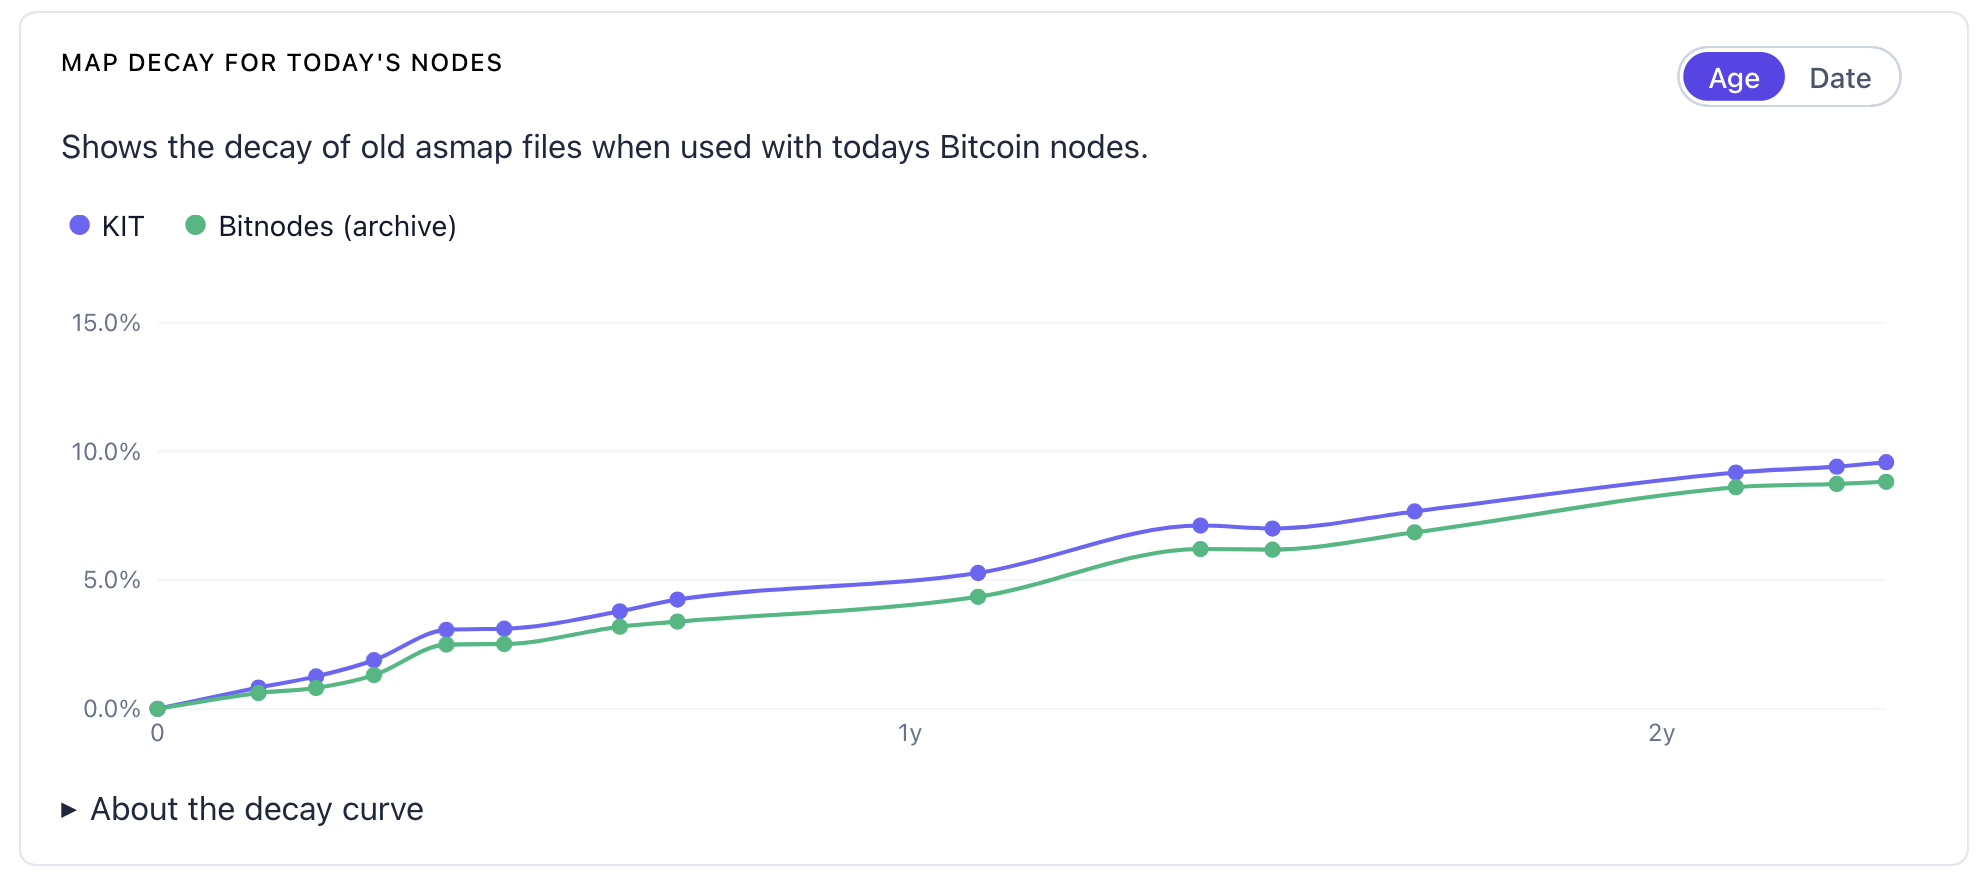 MAP DECAY FOR TODAY'S NODES
Age Date
Shows the decay of old asmap files when used with todays Bitcoin nodes.
KIT Bitnodes (archive)
15.0%
10.0%
5.0%
0.0%
0 1y 2y
▸ About the decay curve